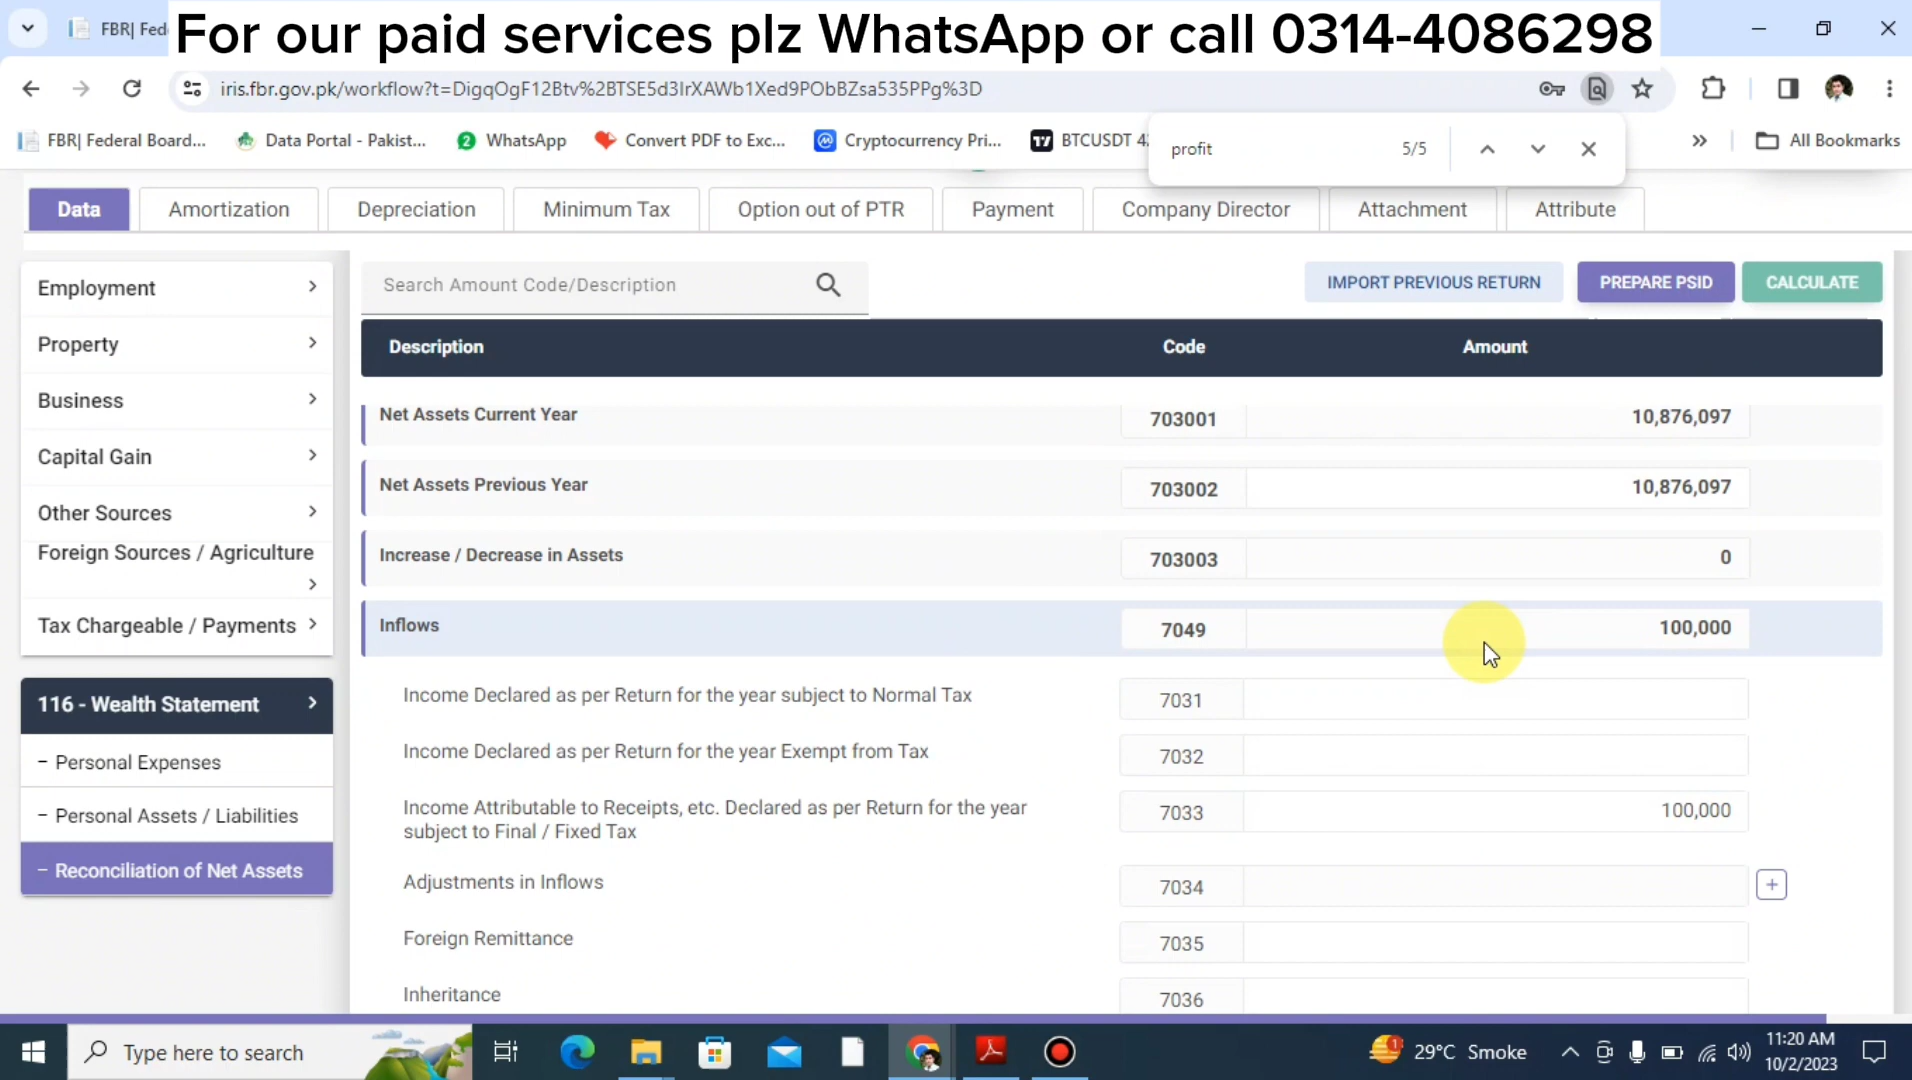 FBR| Fed
For our paid services plz WhatsApp or call 0314-4086298
iris.fbr.gov.pk/workflow?t=DigqOgF12Btv%2BTSE5d3IrXAWb1Xed9PObBZsa535PPg%3D
FBR| Federal Board...
Data Portal - Pakist...
2
WhatsApp
Convert PDF to Exc...
Cryptocurrency Pri...
BTCUSDT 4
All Bookmarks
profit
5/5
Data
Amortization
Depreciation
Minimum Tax
Option out of PTR
Payment
Company Director
Attachment
Attribute
Employment
Property
Business
Capital Gain
Other Sources
Foreign Sources / Agriculture
Tax Chargeable / Payments
116 - Wealth Statement
- Personal Expenses
- Personal Assets / Liabilities
- Reconciliation of Net Assets
Search Amount Code/Description
IMPORT PREVIOUS RETURN
PREPARE PSID
CALCULATE
Description Code Amount
Net Assets Current Year 703001 10,876,097
Net Assets Previous Year 703002 10,876,097
Increase / Decrease in Assets 703003 0
Inflows 7049 100,000
Income Declared as per Return for the year subject to Normal Tax 7031
Income Declared as per Return for the year Exempt from Tax 7032
Income Attributable to Receipts, etc. Declared as per Return for the year
subject to Final / Fixed Tax 7033 100,000
Adjustments in Inflows 7034 +
Foreign Remittance 7035
Inheritance 7036
Type here to search
1
29°C Smoke
11:20 AM
10/2/2023